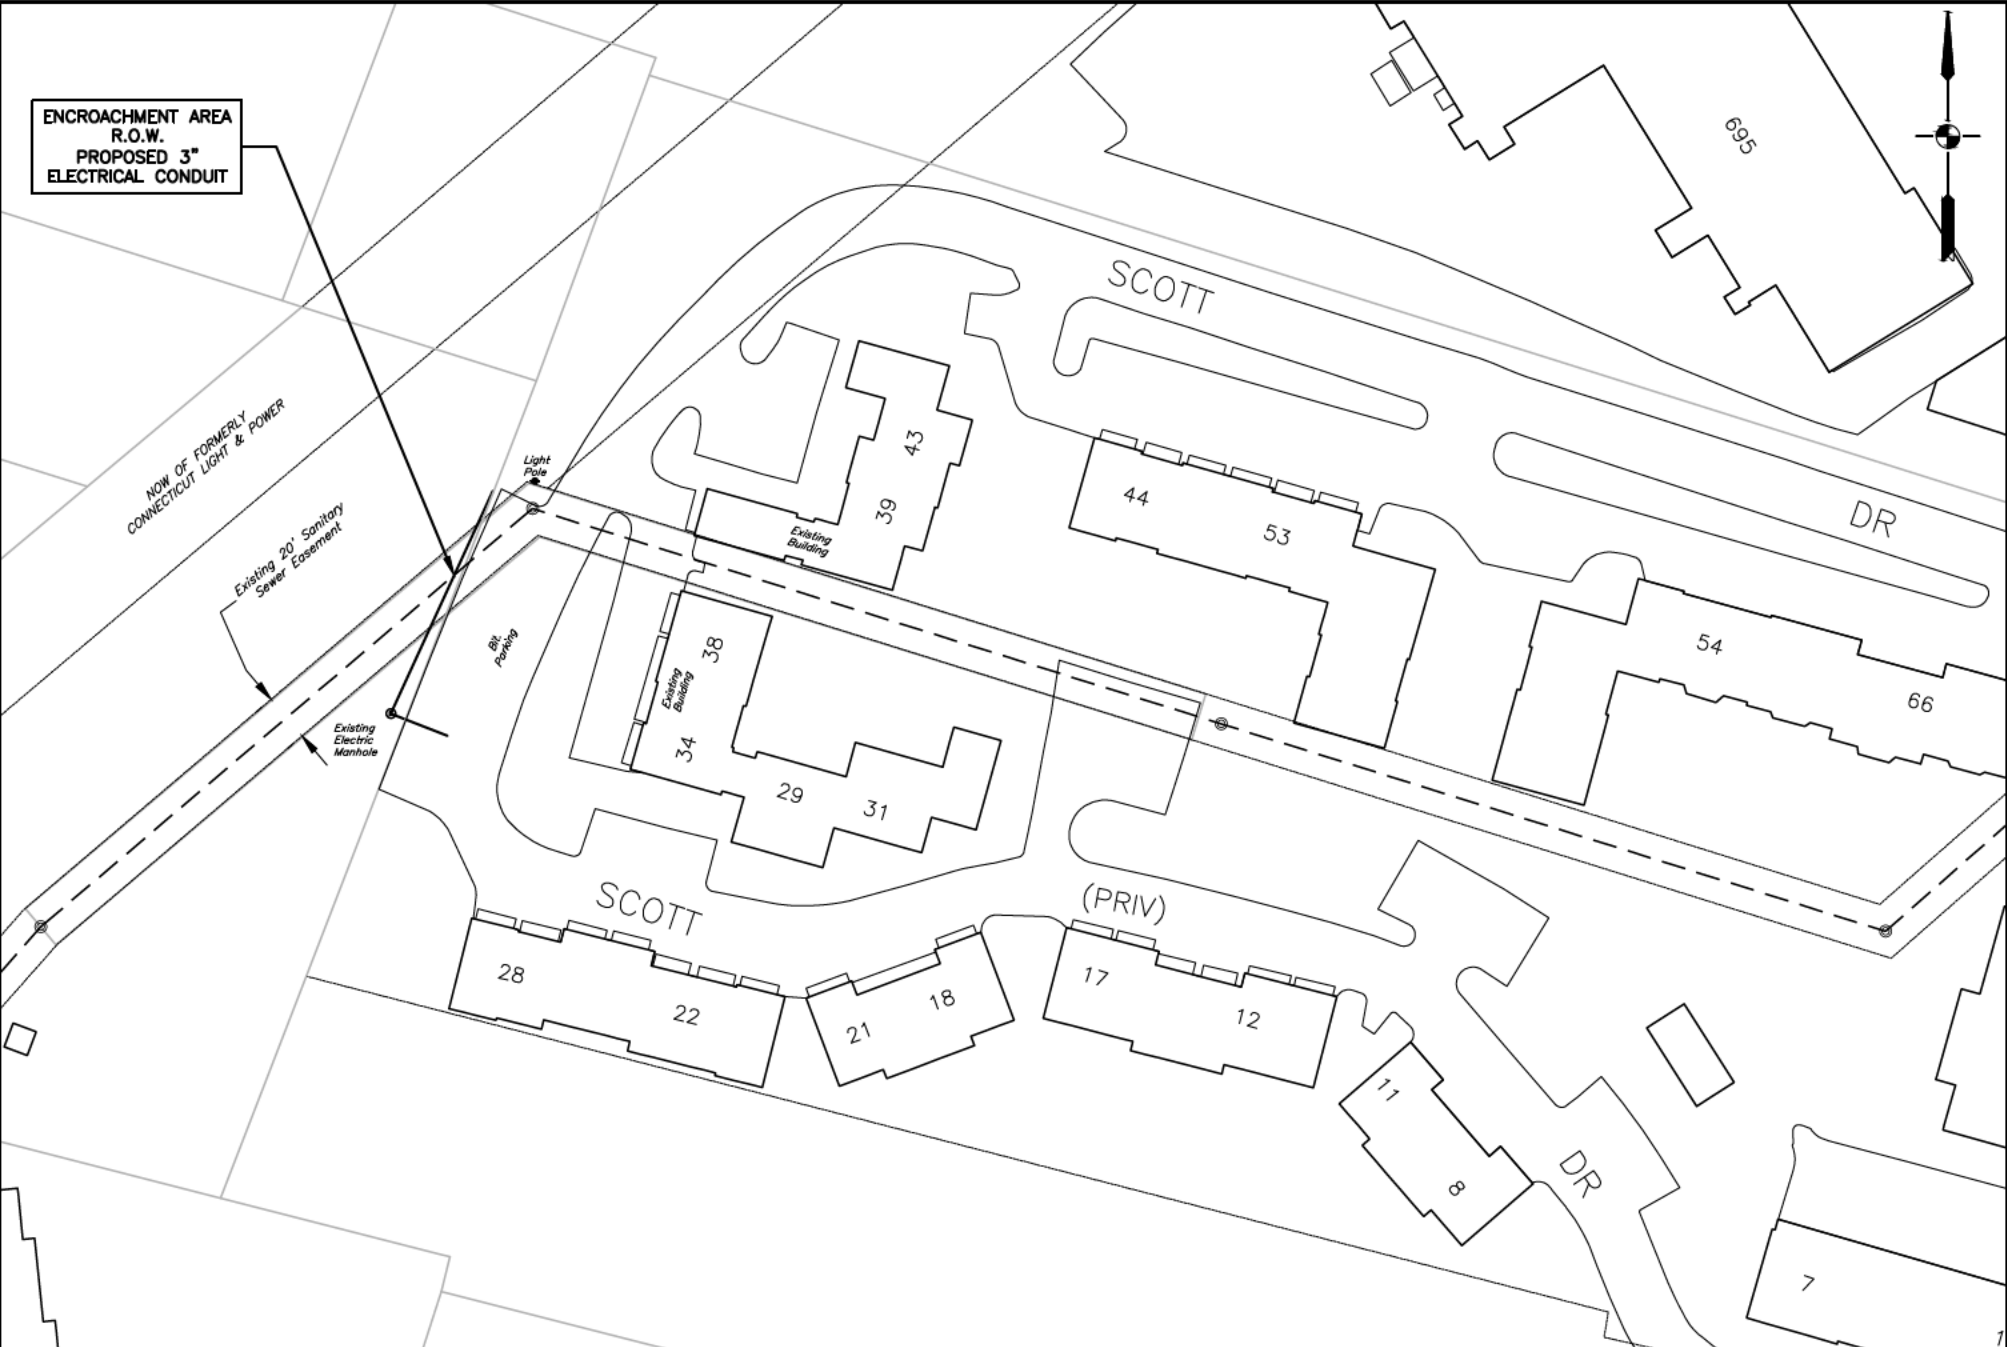 ENCROACHMENT AREA
R.O.W.
PROPOSED 3"
ELECTRICAL CONDUIT
695
SCOTT
NOW OF FORMERLY
CONNECTICUT LIGHT & POWER
Existing 20' Sanitary
Sewer Easement
Light
Pole
43
39
Existing
Building
44
53
DR
54
66
Bit.
Parking
38
Existing
Building
34
Existing
Electric
Manhole
29
31
SCOTT
(PRIV)
28
22
21
18
17
12
11
8
DR
7
1